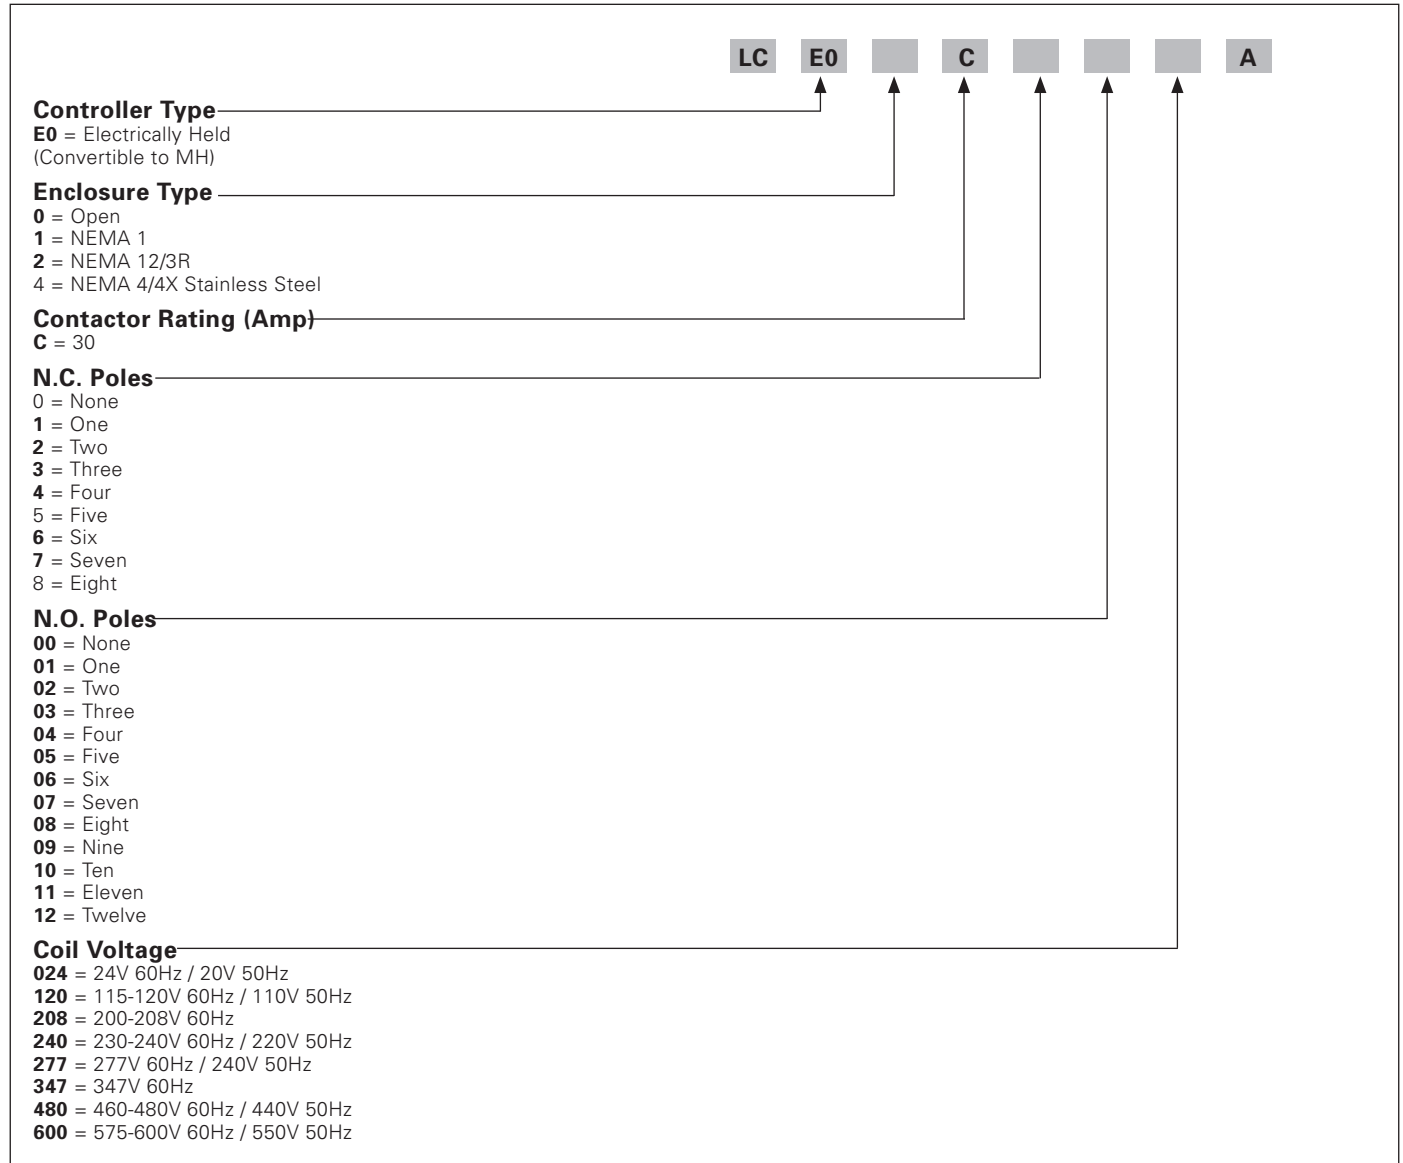 LC E0 C A
Controller Type
E0 = Electrically Held
(Convertible to MH)
Enclosure Type
0 = Open
1 = NEMA 1
2 = NEMA 12/3R
4 = NEMA 4/4X Stainless Steel
Contactor Rating (Amp)
C = 30
N.C. Poles
0 = None
1 = One
2 = Two
3 = Three
4 = Four
5 = Five
6 = Six
7 = Seven
8 = Eight
N.O. Poles
00 = None
01 = One
02 = Two
03 = Three
04 = Four
05 = Five
06 = Six
07 = Seven
08 = Eight
09 = Nine
10 = Ten
11 = Eleven
12 = Twelve
Coil Voltage
024 = 24V 60Hz / 20V 50Hz
120 = 115-120V 60Hz / 110V 50Hz
208 = 200-208V 60Hz
240 = 230-240V 60Hz / 220V 50Hz
277 = 277V 60Hz / 240V 50Hz
347 = 347V 60Hz
480 = 460-480V 60Hz / 440V 50Hz
600 = 575-600V 60Hz / 550V 50Hz